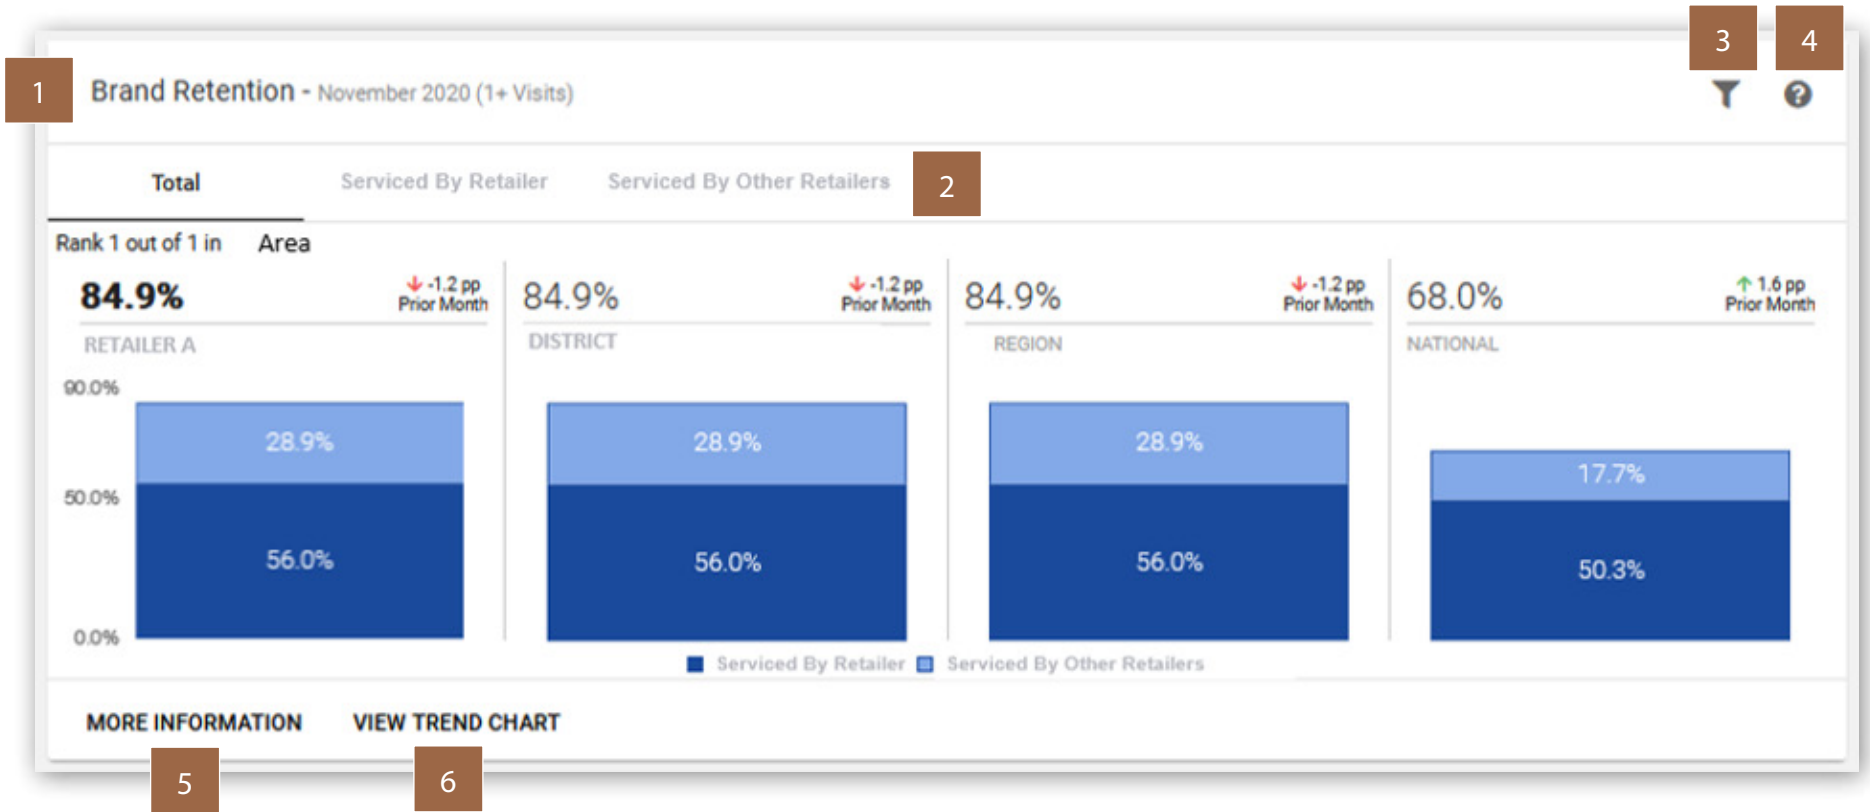 3 4
1 Brand Retention - November 2020 (1+ Visits)
Total Serviced By Retailer Serviced By Other Retailers 2
Rank 1 out of 1 in Area
84.9% -1.2 pp
Prior Month
RETAILER A
84.9% -1.2 pp
Prior Month
DISTRICT
84.9% -1.2 pp
Prior Month
REGION
68.0% 1.6 pp
Prior Month
NATIONAL
90.0%
50.0%
0.0%
28.9%
56.0%
28.9%
56.0%
28.9%
56.0%
17.7%
50.3%
Serviced By Retailer Serviced By Other Retailers
MORE INFORMATION VIEW TREND CHART
5 6